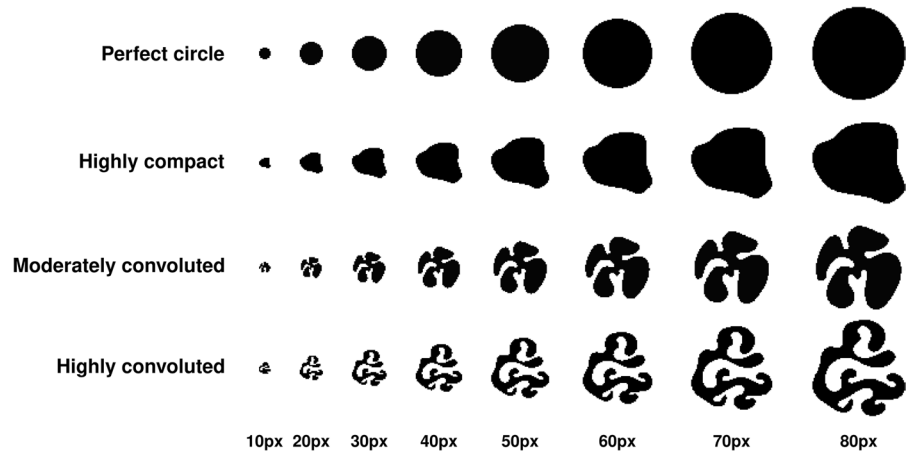 Perfect circle
Highly compact
Moderately convoluted
Highly convoluted
10px 20px 30px 40px 50px 60px 70px 80px